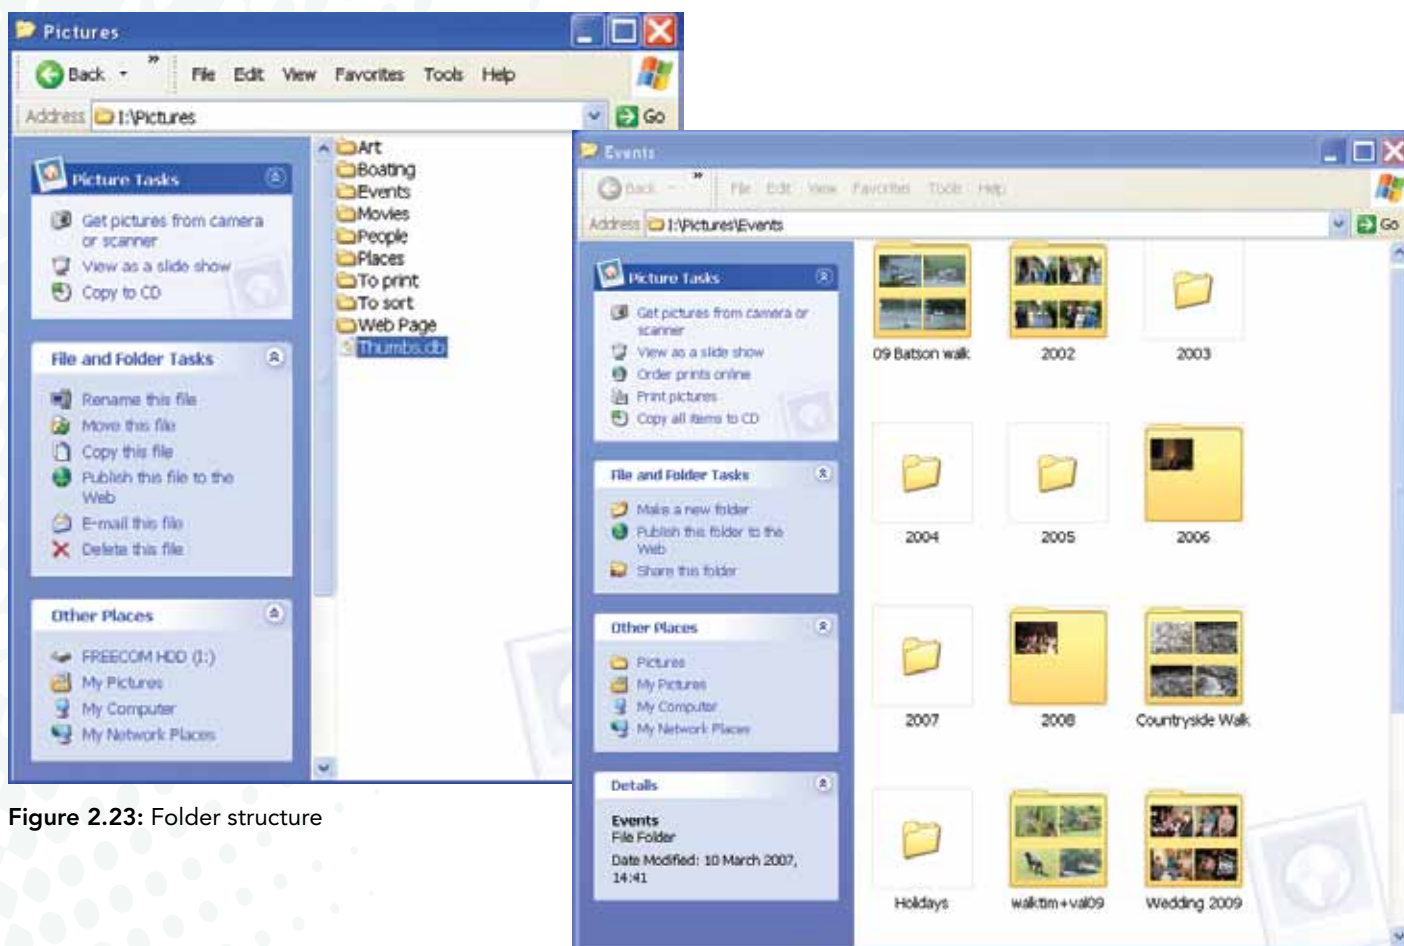 Pictures
Back
»
File Edit View Favorites Tools Help
Address I:\Pictures
Go
Picture Tasks
Get pictures from camera
or scanner
View as a slide show
Copy to CD
File and Folder Tasks
Rename this file
Move this file
Copy this file
Publish this file to the
Web
E-mail this file
Delete this file
Other Places
FREECOM HDD (I:)
My Pictures
My Computer
My Network Places
Art
Boating
Events
Movies
People
Places
To print
To sort
Web Page
Thumbs.db
Figure 2.23: Folder structure
Events
Back
»
File Edit View Favorites Tools Help
Address I:\Pictures\Events
Go
Picture Tasks
Get pictures from camera or
scanner
View as a slide show
Order prints online
Print pictures
Copy all items to CD
File and Folder Tasks
Make a new folder
Publish this folder to the
Web
Share this folder
Other Places
Pictures
My Pictures
My Computer
My Network Places
Details
Events
File Folder
Date Modified: 10 March 2007,
14:41
09 Batson walk 2002 2003
2004 2005 2006
2007 2008 Countryside Walk
Holidays walktim+val09 Wedding 2009